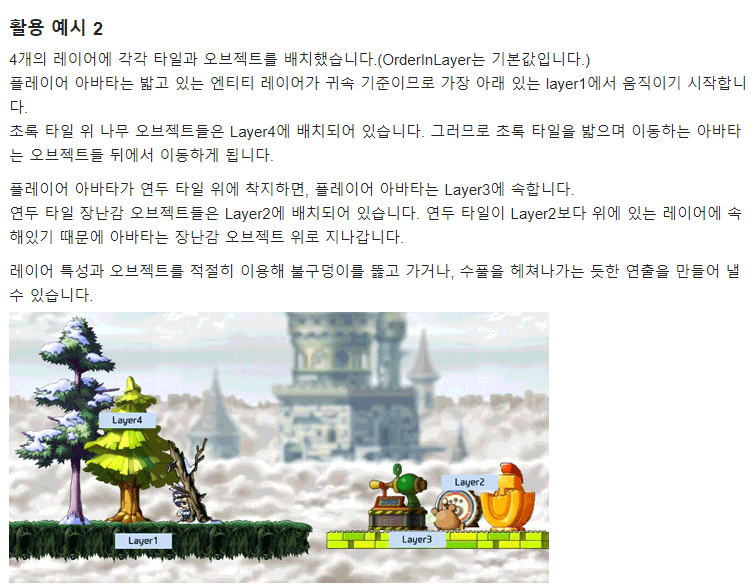 활용 예시 2
4개의 레이어에 각각 타일과 오브젝트를 배치했습니다.(OrderInLayer는 기본값입니다.)
플레이어 아바타는 밟고 있는 엔티티 레이어가 귀속 기준이므로 가장 아래 있는 layer1에서 움직이기 시작합니
다.
초록 타일 위 나무 오브젝트들은 Layer4에 배치되어 있습니다. 그러므로 초록 타일을 밟으며 이동하는 아바타
는 오브젝트들 뒤에서 이동하게 됩니다.
플레이어 아바타가 연두 타일 위에 착지하면, 플레이어 아바타는 Layer3에 속합니다.
연두 타일 장난감 오브젝트들은 Layer2에 배치되어 있습니다. 연두 타일이 Layer2보다 위에 있는 레이어에 속
해있기 때문에 아바타는 장난감 오브젝트 위로 지나갑니다.
레이어 특성과 오브젝트를 적절히 이용해 불구덩이를 뚫고 가거나, 수풀을 헤쳐나가는 듯한 연출을 만들어 낼
수 있습니다.
Layer4
Layer2
Layer1
Layer3